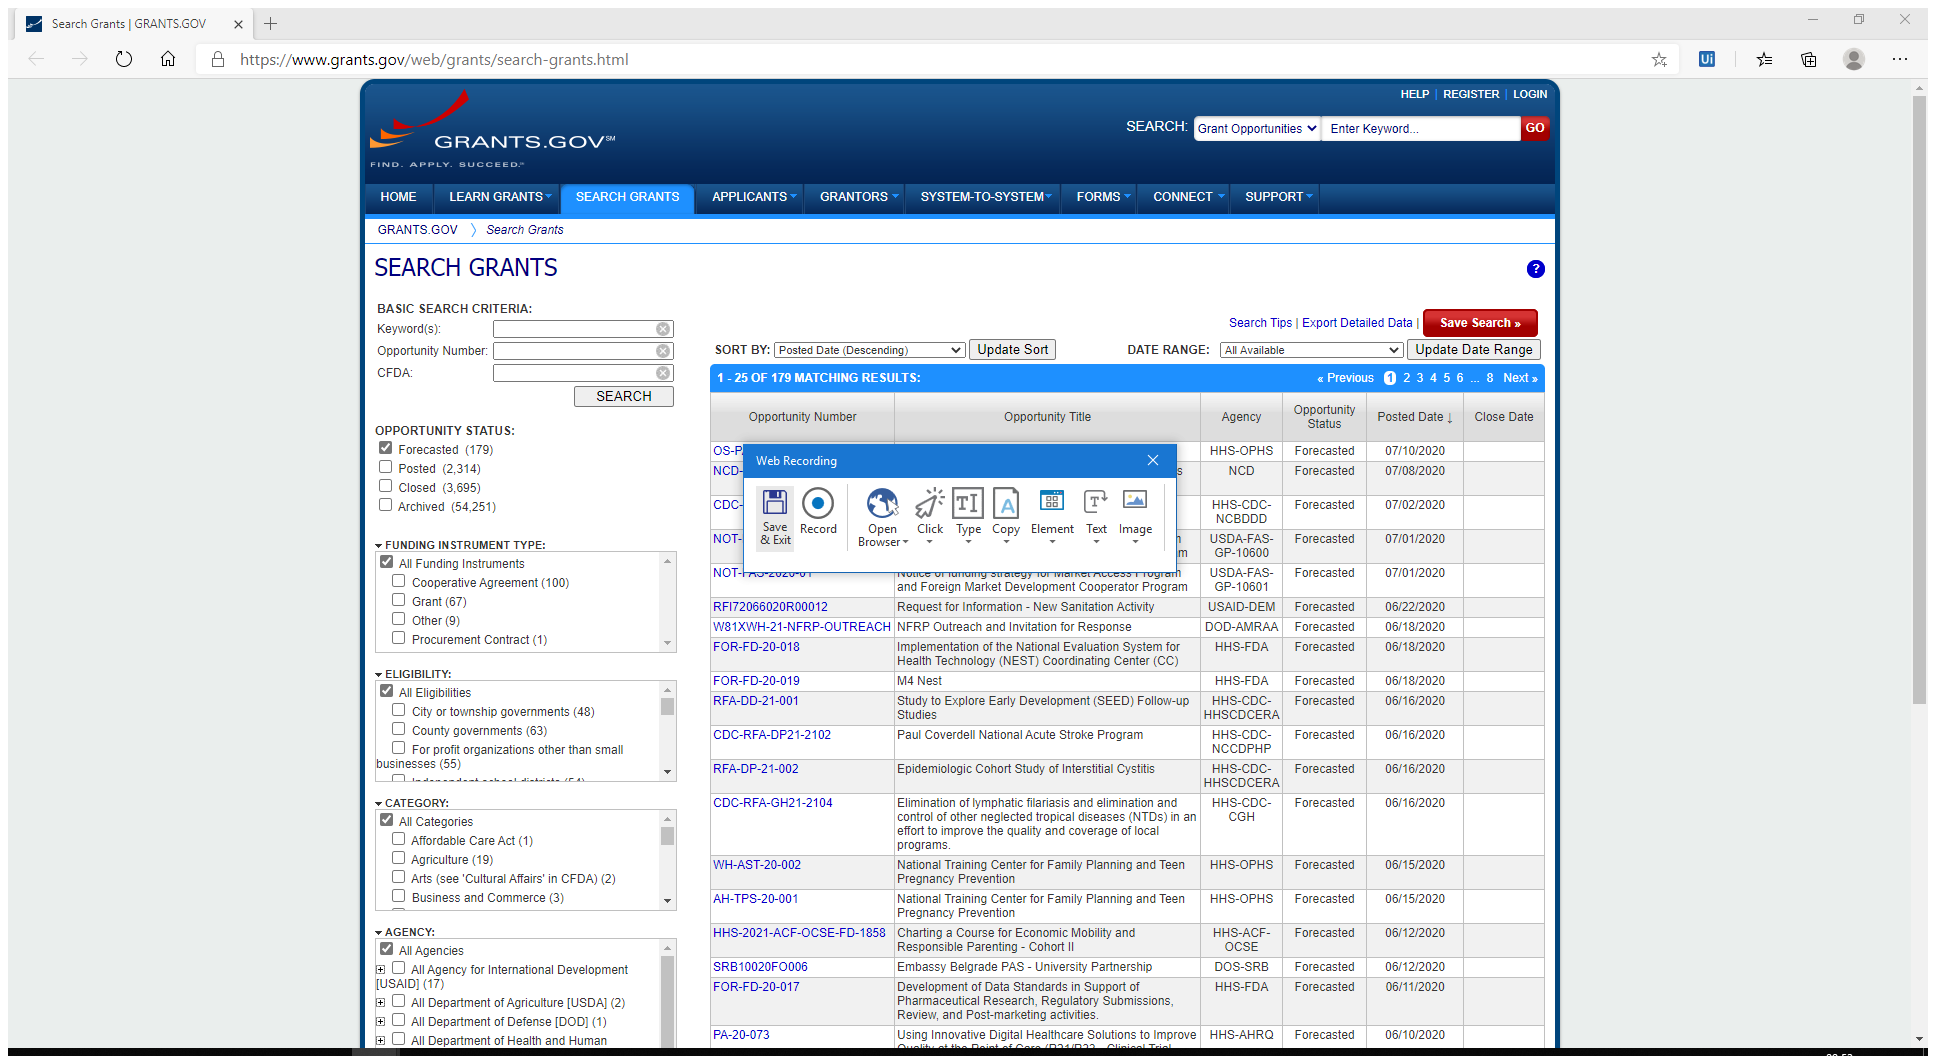 Search Grants | GRANTS.GOV
https://www.grants.gov/web/grants/search-grants.html
Ui
HELP | REGISTER | LOGIN
SEARCH: Grant Opportunities Enter Keyword... GO
GRANTS.GOV℠
FIND. APPLY. SUCCEED.℠
HOME LEARN GRANTS SEARCH GRANTS APPLICANTS GRANTORS SYSTEM-TO-SYSTEM FORMS CONNECT SUPPORT
GRANTS.GOV 〉 Search Grants
SEARCH GRANTS
?
BASIC SEARCH CRITERIA:
Keyword(s):
Opportunity Number:
CFDA:
SEARCH
OPPORTUNITY STATUS:
Forecasted (179)
Posted (2,314)
Closed (3,695)
Archived (54,251)
FUNDING INSTRUMENT TYPE:
All Funding Instruments
Cooperative Agreement (100)
Grant (67)
Other (9)
Procurement Contract (1)
ELIGIBILITY:
All Eligibilities
City or township governments (48)
County governments (63)
For profit organizations other than small
businesses (55)
Independent school districts (54)
CATEGORY:
All Categories
Affordable Care Act (1)
Agriculture (19)
Arts (see 'Cultural Affairs' in CFDA) (2)
Business and Commerce (3)
AGENCY:
All Agencies
All Agency for International Development
[USAID] (17)
All Department of Agriculture [USDA] (2)
All Department of Defense [DOD] (1)
All Department of Health and Human
Search Tips | Export Detailed Data | Save Search »
SORT BY: Posted Date (Descending) Update Sort DATE RANGE: All Available Update Date Range
1 - 25 OF 179 MATCHING RESULTS: « Previous 1 2 3 4 5 6 ... 8 Next »
Opportunity Number Opportunity Title Agency Opportunity Status Posted Date ↓ Close Date
OS-PA HHS-OPHS Forecasted 07/10/2020
NCD- s NCD Forecasted 07/08/2020
CDC- HHS-CDC- Forecasted 07/02/2020
NCBDDD
NOT- USDA-FAS- Forecasted 07/01/2020
m GP-10600
Web Recording
Save & Exit
Record
Open Browser
Click
Type
Copy
Element
Text
Image
NOT-FAS-2020-01 Notice of funding strategy for Market Access Program USDA-FAS- Forecasted 07/01/2020
and Foreign Market Development Cooperator Program GP-10601
RFI72066020R00012 Request for Information - New Sanitation Activity USAID-DEM Forecasted 06/22/2020
W81XWH-21-NFRP-OUTREACH NFRP Outreach and Invitation for Response DOD-AMRAA Forecasted 06/18/2020
FOR-FD-20-018 Implementation of the National Evaluation System for HHS-FDA Forecasted 06/18/2020
Health Technology (NEST) Coordinating Center (CC)
FOR-FD-20-019 M4 Nest HHS-FDA Forecasted 06/18/2020
RFA-DD-21-001 Study to Explore Early Development (SEED) Follow-up HHS-CDC- Forecasted 06/16/2020
Studies HHSCDCERA
CDC-RFA-DP21-2102 Paul Coverdell National Acute Stroke Program HHS-CDC- Forecasted 06/16/2020
NCCDPHP
RFA-DP-21-002 Epidemiologic Cohort Study of Interstitial Cystitis HHS-CDC- Forecasted 06/16/2020
HHSCDCERA
CDC-RFA-GH21-2104 Elimination of lymphatic filariasis and elimination and HHS-CDC- Forecasted 06/16/2020
control of other neglected tropical diseases (NTDs) in an CGH
effort to improve the quality and coverage of local
programs.
WH-AST-20-002 National Training Center for Family Planning and Teen HHS-OPHS Forecasted 06/15/2020
Pregnancy Prevention
AH-TPS-20-001 National Training Center for Family Planning and Teen HHS-OPHS Forecasted 06/15/2020
Pregnancy Prevention
HHS-2021-ACF-OCSE-FD-1858 Charting a Course for Economic Mobility and HHS-ACF- Forecasted 06/12/2020
Responsible Parenting - Cohort II OCSE
SRB10020FO006 Embassy Belgrade PAS - University Partnership DOS-SRB Forecasted 06/12/2020
FOR-FD-20-017 Development of Data Standards in Support of HHS-FDA Forecasted 06/11/2020
Pharmaceutical Research, Regulatory Submissions,
Review, and Post-marketing activities.
PA-20-073 Using Innovative Digital Healthcare Solutions to Improve HHS-AHRQ Forecasted 06/10/2020
Quality at the Point of Care (R21/R33 - Clinical Trial